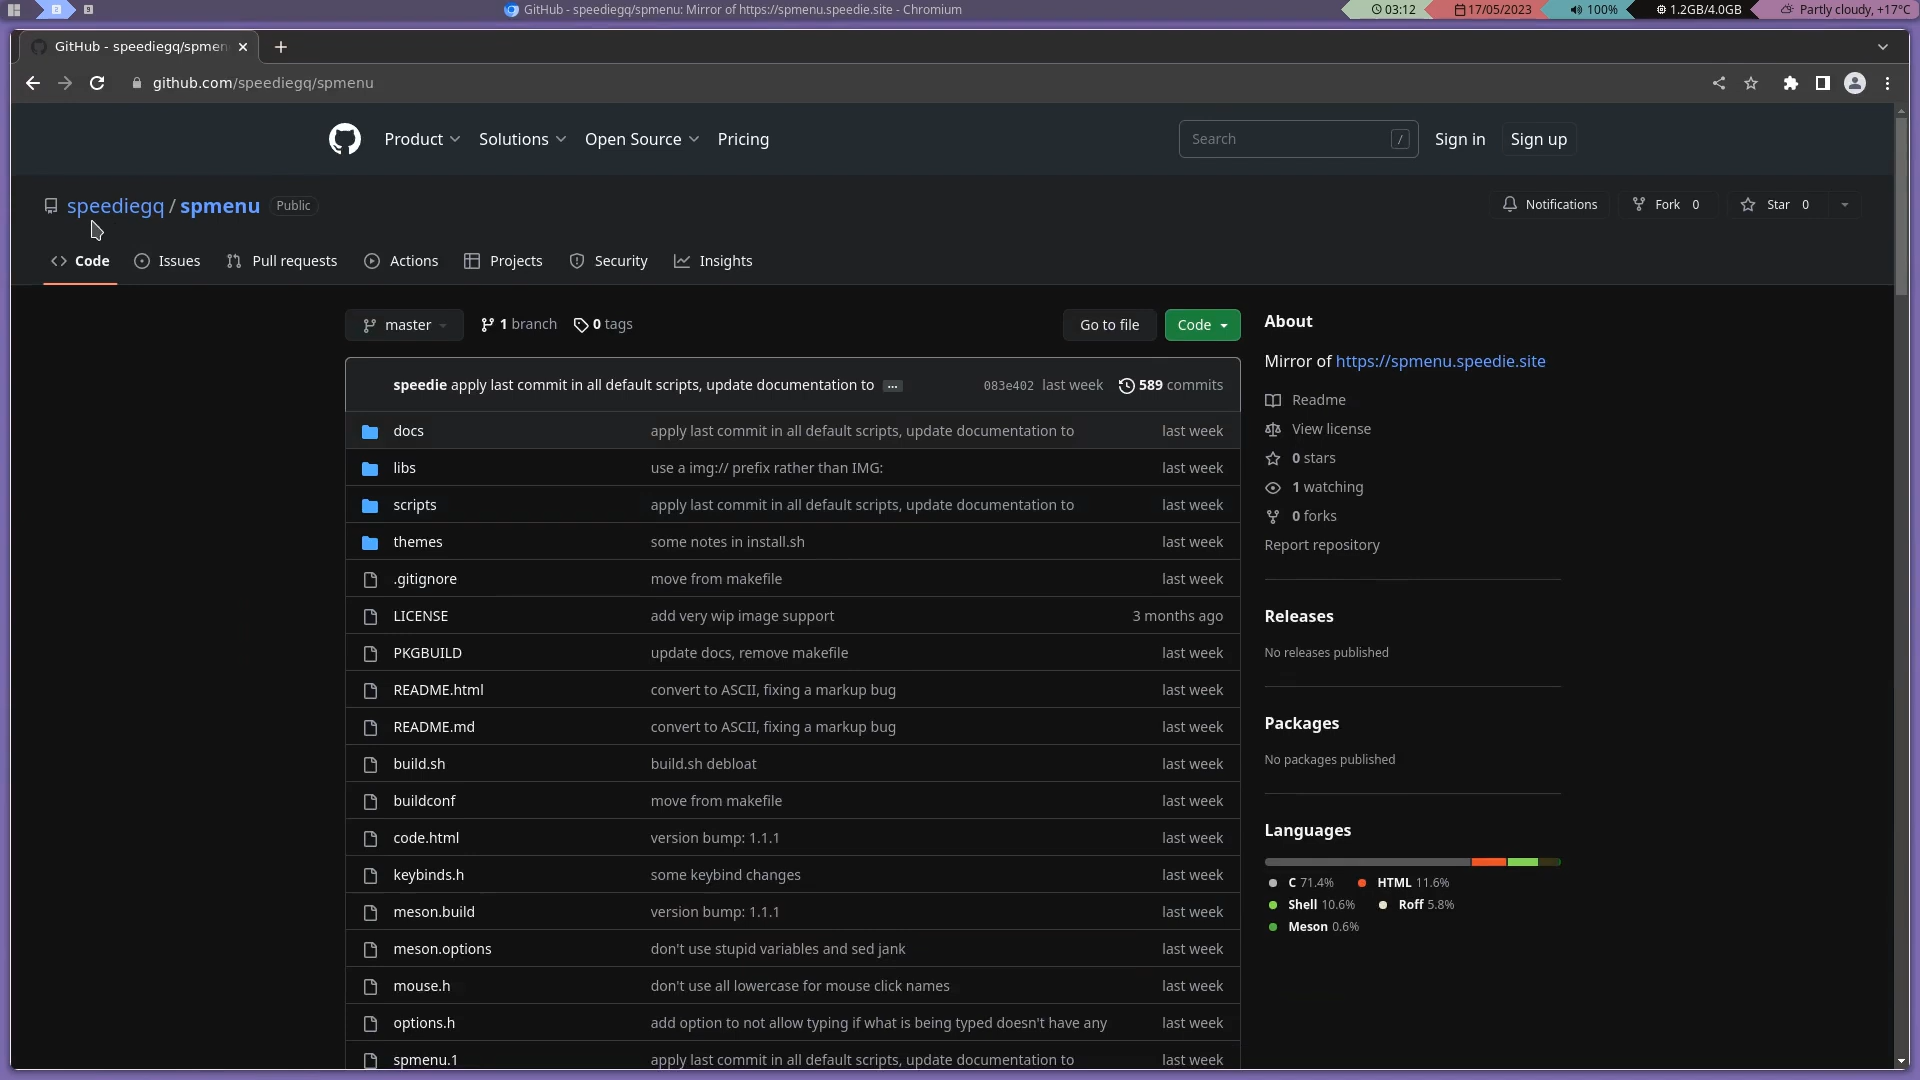 2 9 GitHub - speediegq/spmenu: Mirror of https://spmenu.speedie.site - Chromium 03:12 17/05/2023 100% 1.2GB/4.0GB Partly cloudy, +17°C
GitHub - speediegq/spmen
github.com/speediegq/spmenu
Product Solutions Open Source Pricing Search / Sign in Sign up
speediegq / spmenu Public Notifications Fork 0 Star 0
Code Issues Pull requests Actions Projects Security Insights
master 1 branch 0 tags Go to file Code
speedie apply last commit in all default scripts, update documentation to ... 083e402 last week 589 commits
docs apply last commit in all default scripts, update documentation to last week
libs use a img:// prefix rather than IMG: last week
scripts apply last commit in all default scripts, update documentation to last week
themes some notes in install.sh last week
.gitignore move from makefile last week
LICENSE add very wip image support 3 months ago
PKGBUILD update docs, remove makefile last week
README.html convert to ASCII, fixing a markup bug last week
README.md convert to ASCII, fixing a markup bug last week
build.sh build.sh debloat last week
buildconf move from makefile last week
code.html version bump: 1.1.1 last week
keybinds.h some keybind changes last week
meson.build version bump: 1.1.1 last week
meson.options don't use stupid variables and sed jank last week
mouse.h don't use all lowercase for mouse click names last week
options.h add option to not allow typing if what is being typed doesn't have any last week
spmenu.1 apply last commit in all default scripts, update documentation to last week
About
Mirror of https://spmenu.speedie.site
Readme
View license
0 stars
1 watching
0 forks
Report repository
Releases
No releases published
Packages
No packages published
Languages
C 71.4% HTML 11.6%
Shell 10.6% Roff 5.8%
Meson 0.6%